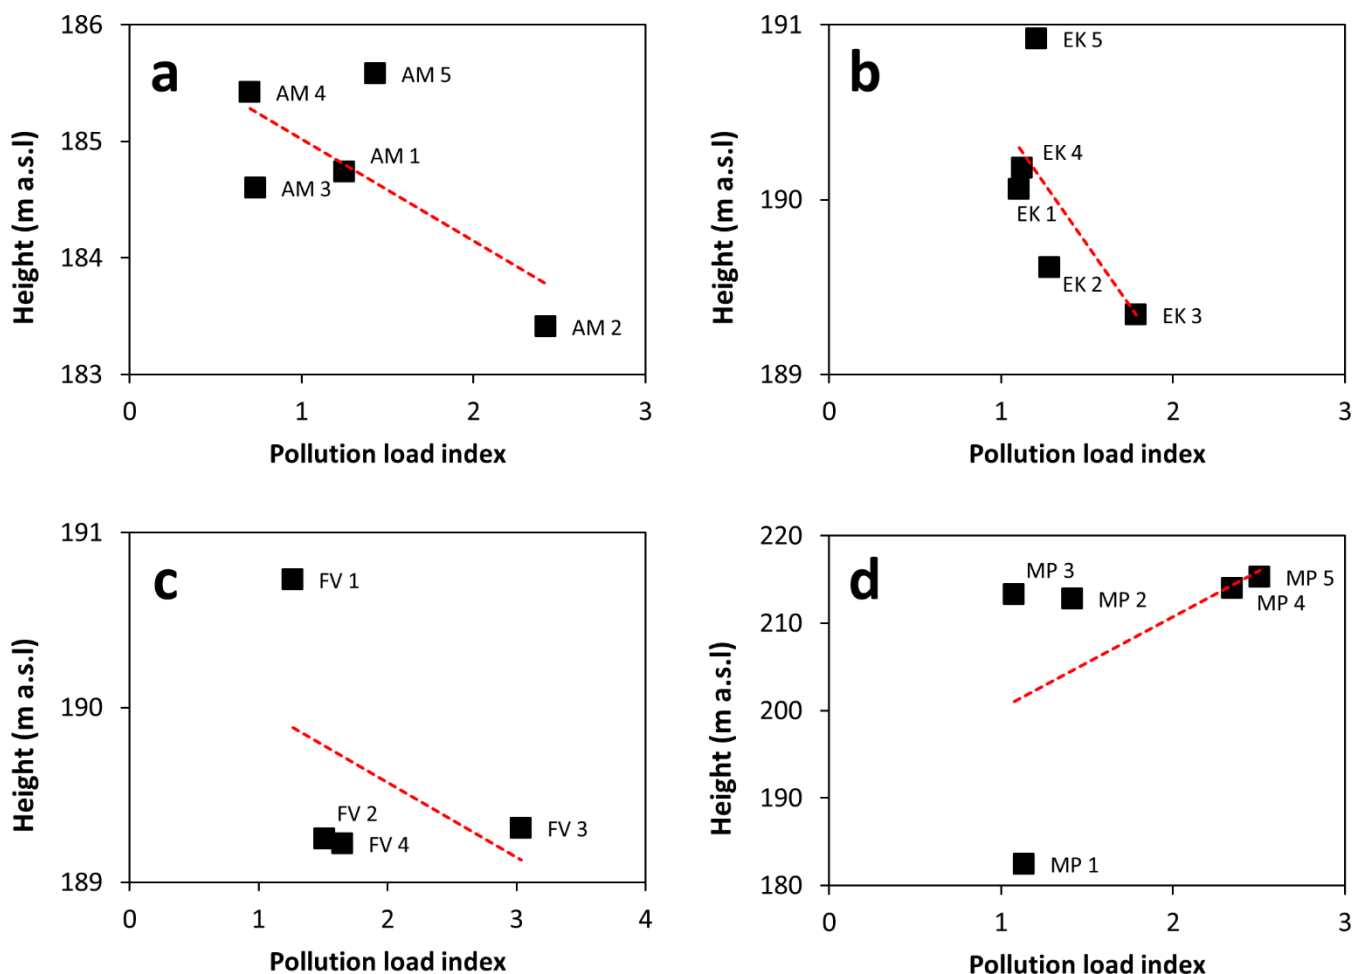 a
186
185
184
183
Height (m a.s.l)
AM 5
AM 4
AM 1
AM 3
AM 2
0 1 2 3
Pollution load index
b
191
190
189
Height (m a.s.l)
EK 5
EK 4
EK 1
EK 2
EK 3
0 1 2 3
Pollution load index
c
191
190
189
Height (m a.s.l)
FV 1
FV 2
FV 4
FV 3
0 1 2 3 4
Pollution load index
d
220
210
200
190
180
Height (m a.s.l)
MP 3
MP 2
MP 5
MP 4
MP 1
0 1 2 3
Pollution load index